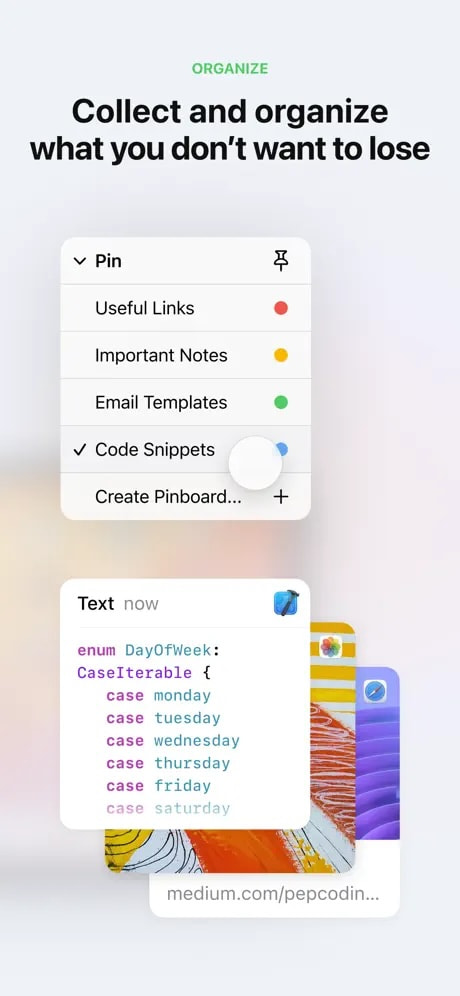 ORGANIZE
Collect and organize
what you don’t want to lose
Pin
Useful Links
Important Notes
Email Templates
Code Snippets
Create Pinboard...
Text now
enum DayOfWeek:
CaseIterable {
case monday
case tuesday
case wednesday
case thursday
case friday
case saturday
medium.com/pepcodin...